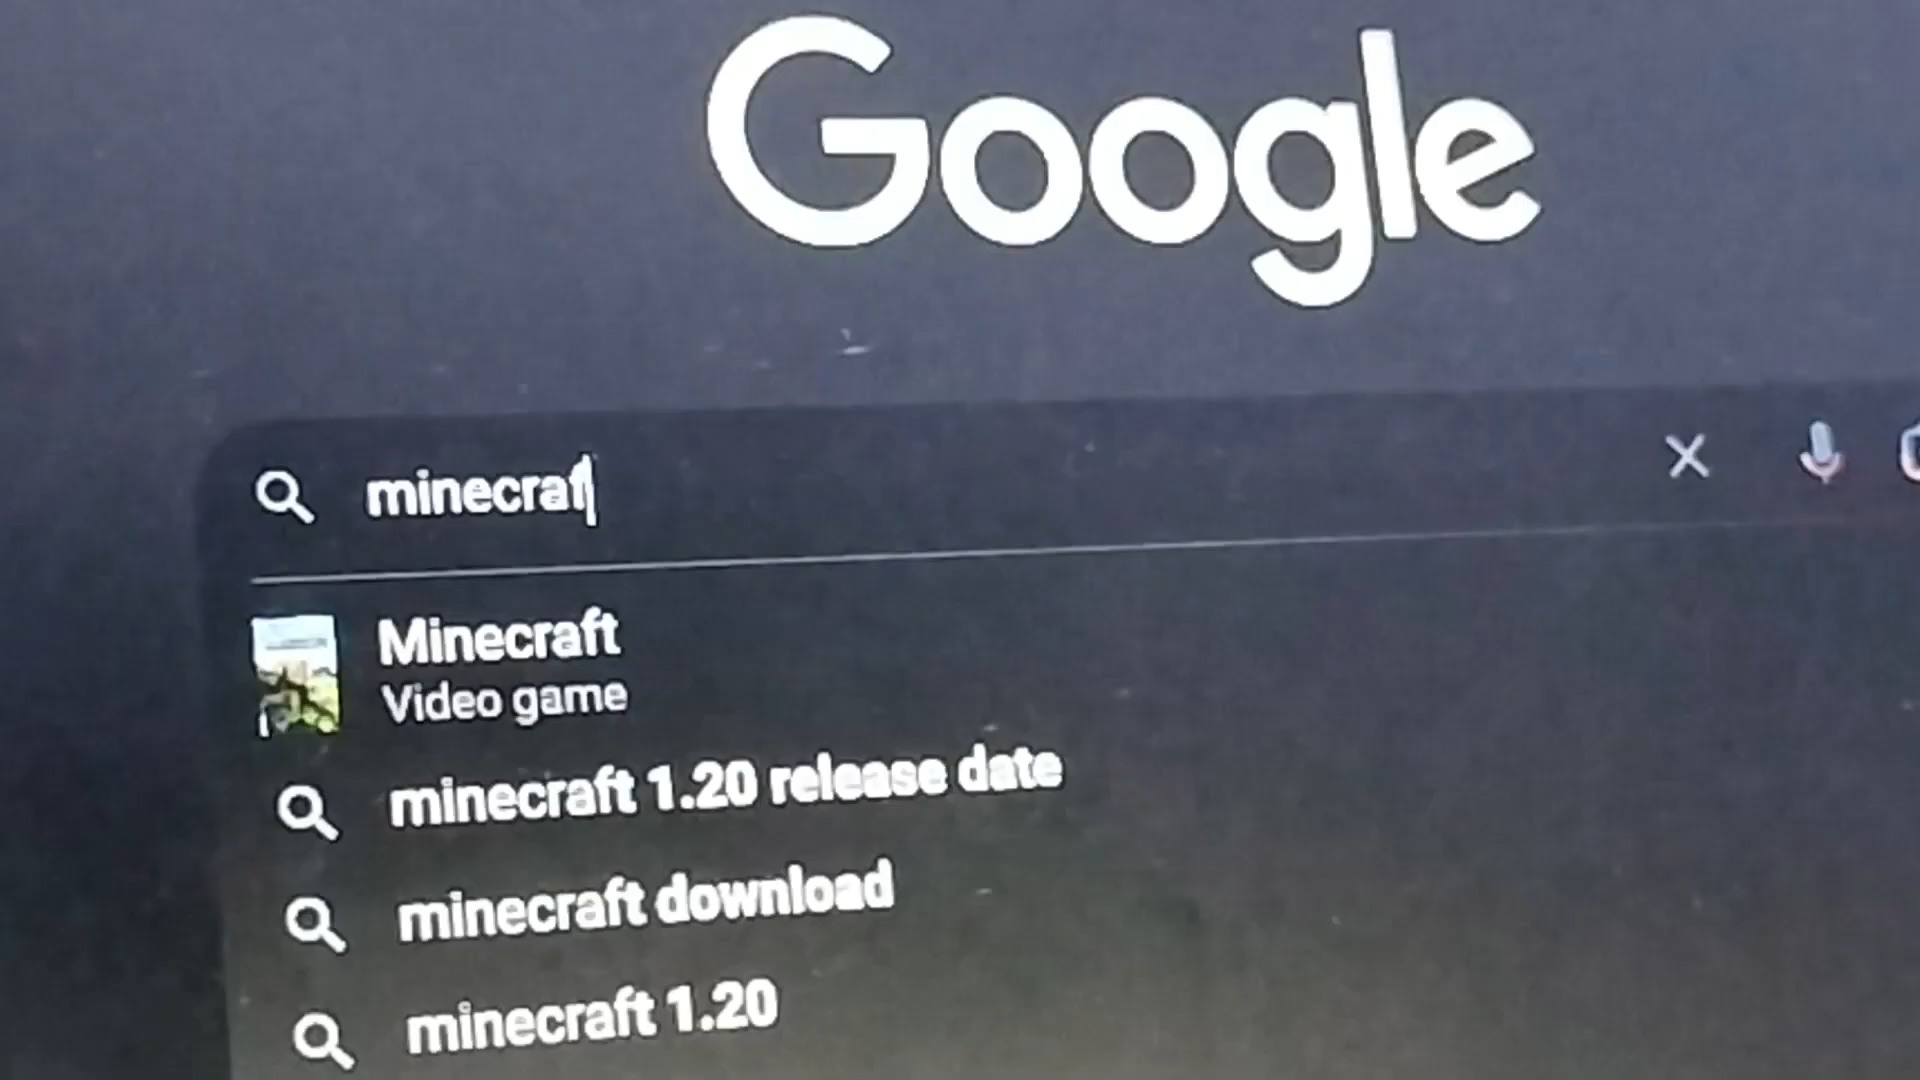 Google
minecraf
Minecraft
Video game
minecraft 1.20 release date
minecraft download
minecraft 1.20